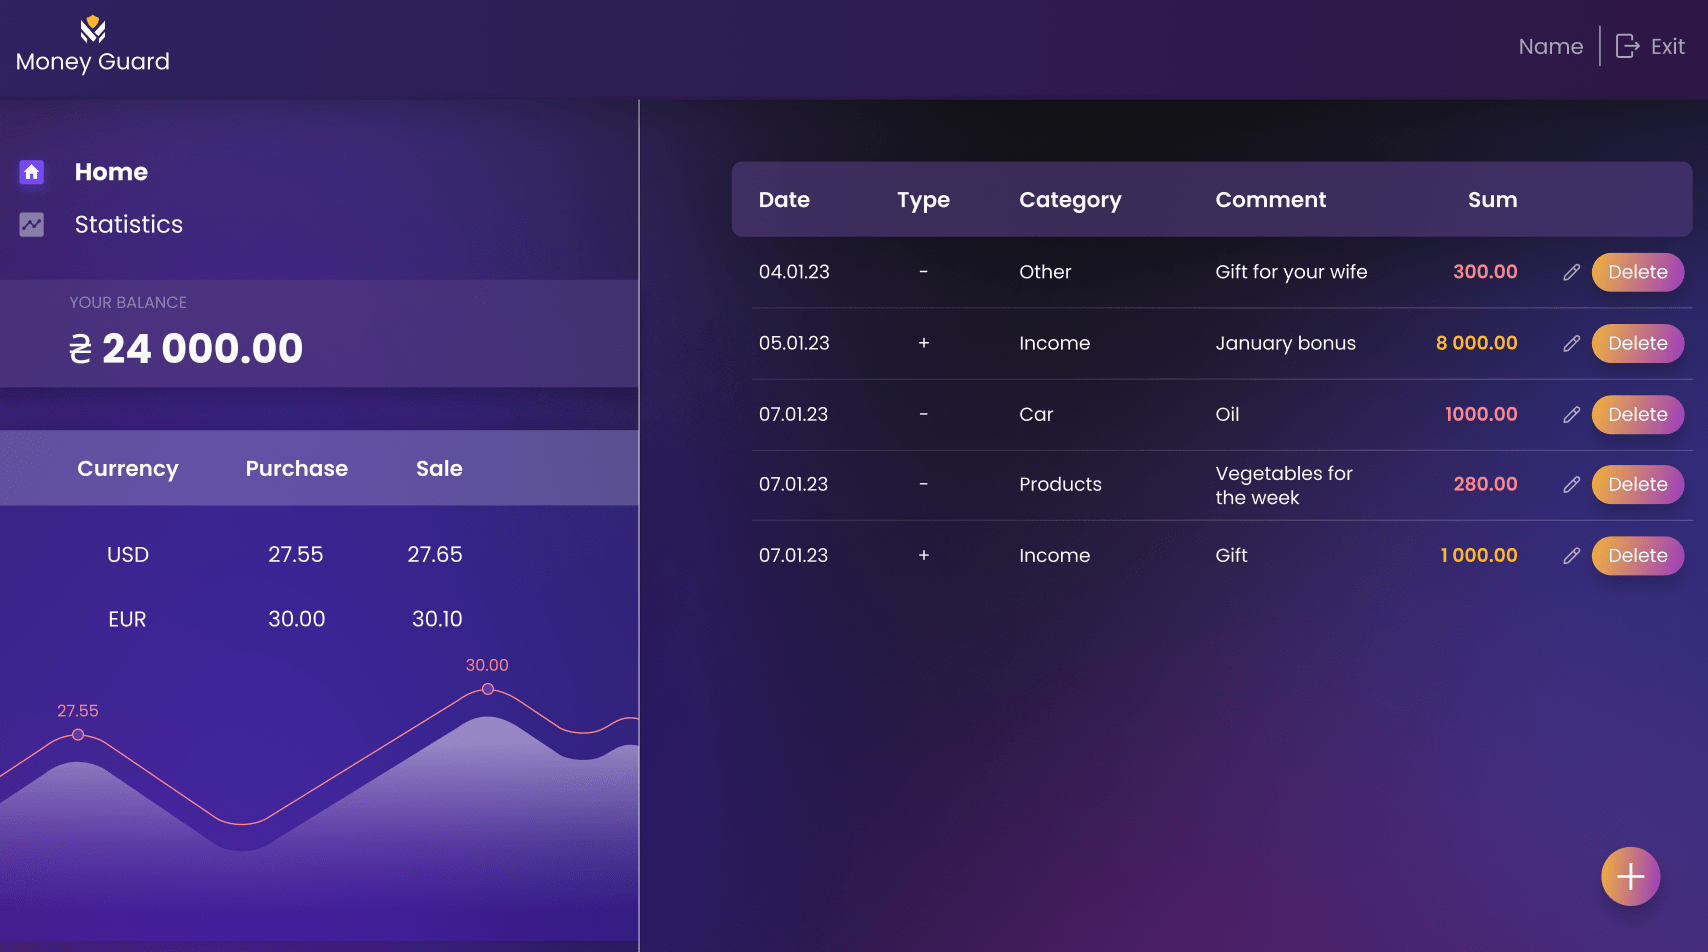 Money Guard
Name
Exit
Home
Statistics
YOUR BALANCE
₴ 24 000.00
Currency Purchase Sale
USD 27.55 27.65
EUR 30.00 30.10
30.00
27.55
Date Type Category Comment Sum
04.01.23 - Other Gift for your wife 300.00 Delete
05.01.23 + Income January bonus 8 000.00 Delete
07.01.23 - Car Oil 1000.00 Delete
07.01.23 - Products Vegetables for
the week 280.00 Delete
07.01.23 + Income Gift 1 000.00 Delete